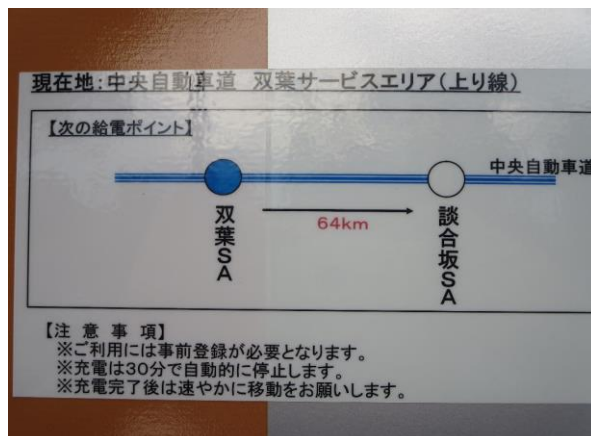 現在地:中央自動車道　双葉サービスエリア(上り線)
【次の給電ポイント】
中央自動車道
双葉SA
64km
談合坂SA
【注 意 事 項】
※ご利用には事前登録が必要となります。
※充電は30分で自動的に停止します。
※充電完了後は速やかに移動をお願いします。